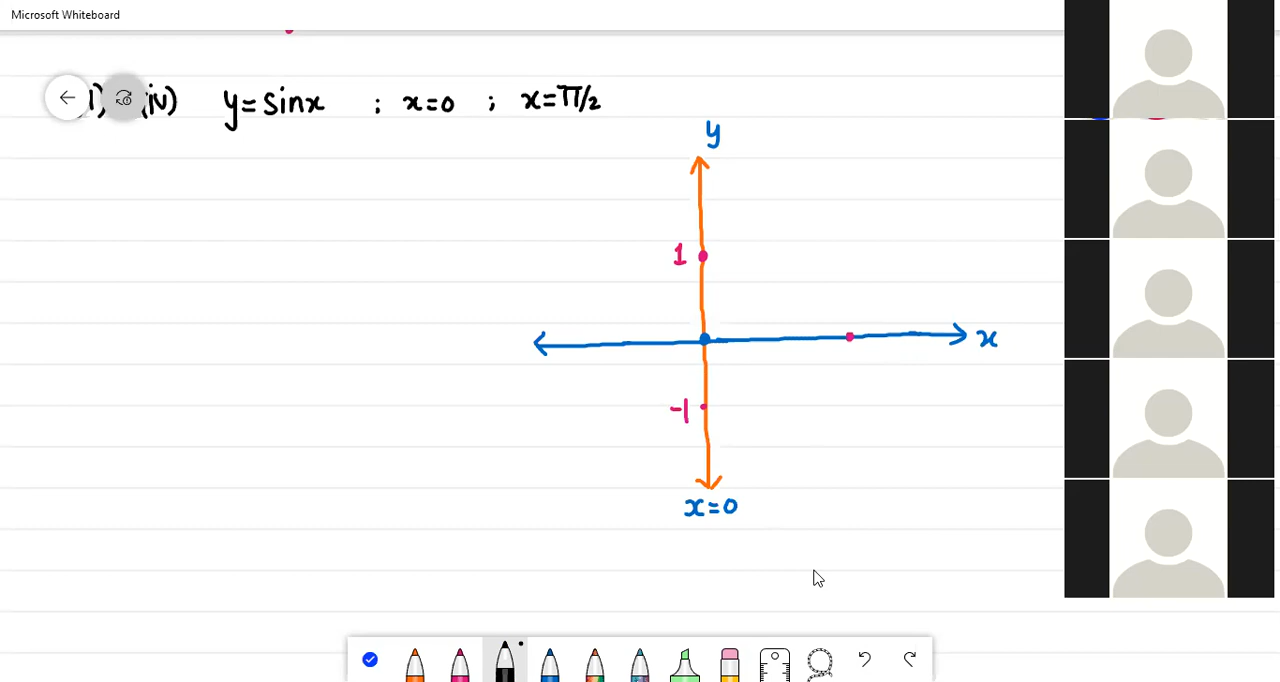 Microsoft Whiteboard
(iv) y=sinx ; x=0 ; x=π/2
y
1
x
-1
x=0